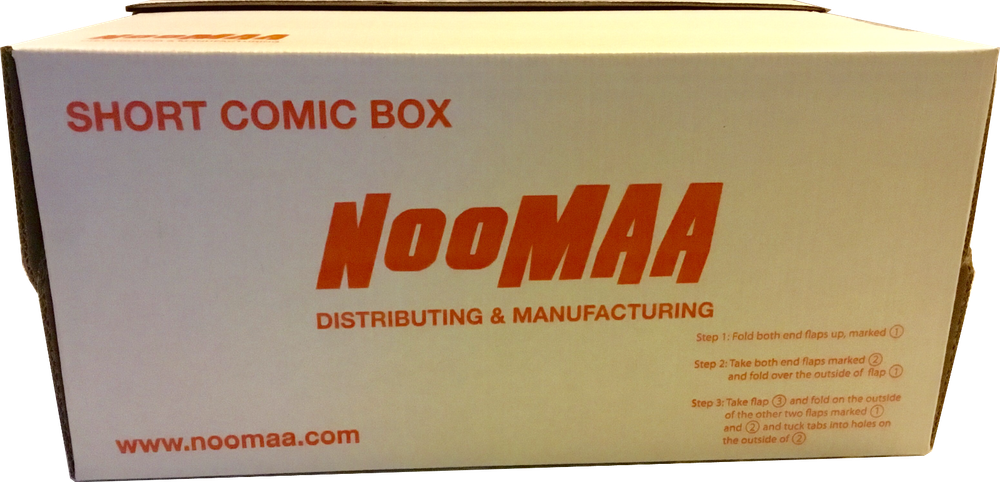 NOOMAA
SHORT COMIC BOX
NOOMAA
DISTRIBUTING & MANUFACTURING
Step 1: Fold both end flaps up, marked ①
Step 2: Take both end flaps marked ②
and fold over the outside of flap ①
Step 3: Take flap ③ and fold on the outside
of the other two flaps marked ①
and ② and tuck tabs into holes on
the outside of ②
www.noomaa.com